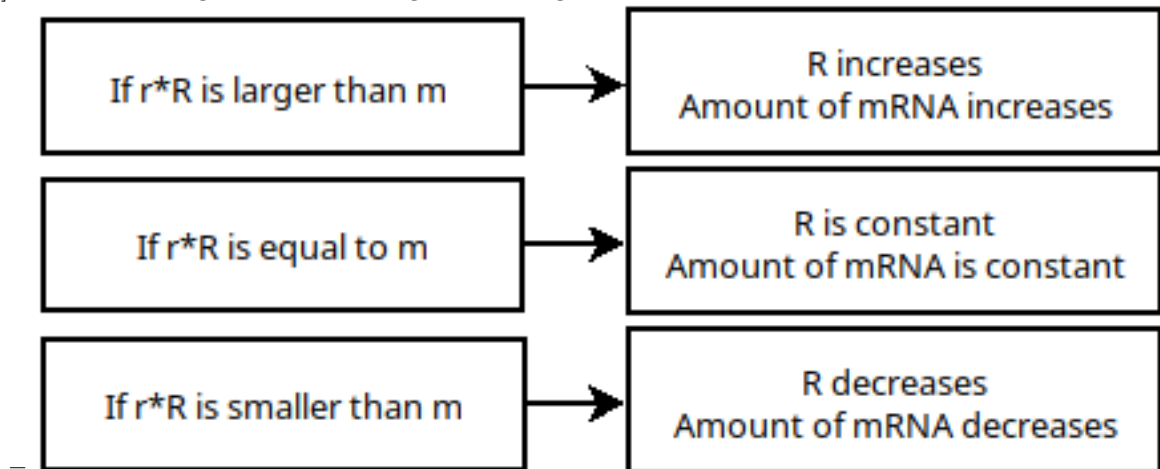 If r*R is larger than m
R increases
Amount of mRNA increases
If r*R is equal to m
R is constant
Amount of mRNA is constant
If r*R is smaller than m
R decreases
Amount of mRNA decreases